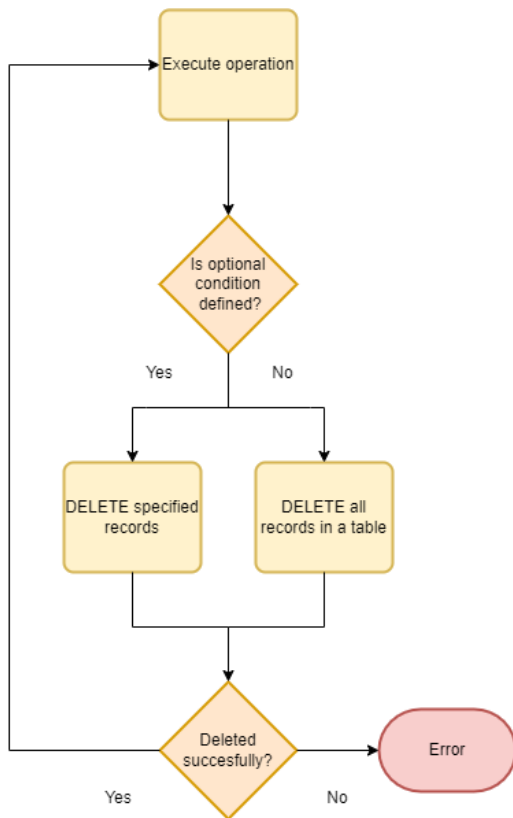 Execute operation
Is optional
condition
defined?
Yes
No
DELETE specified
records
DELETE all
records in a table
Deleted
succesfully?
Error
Yes
No